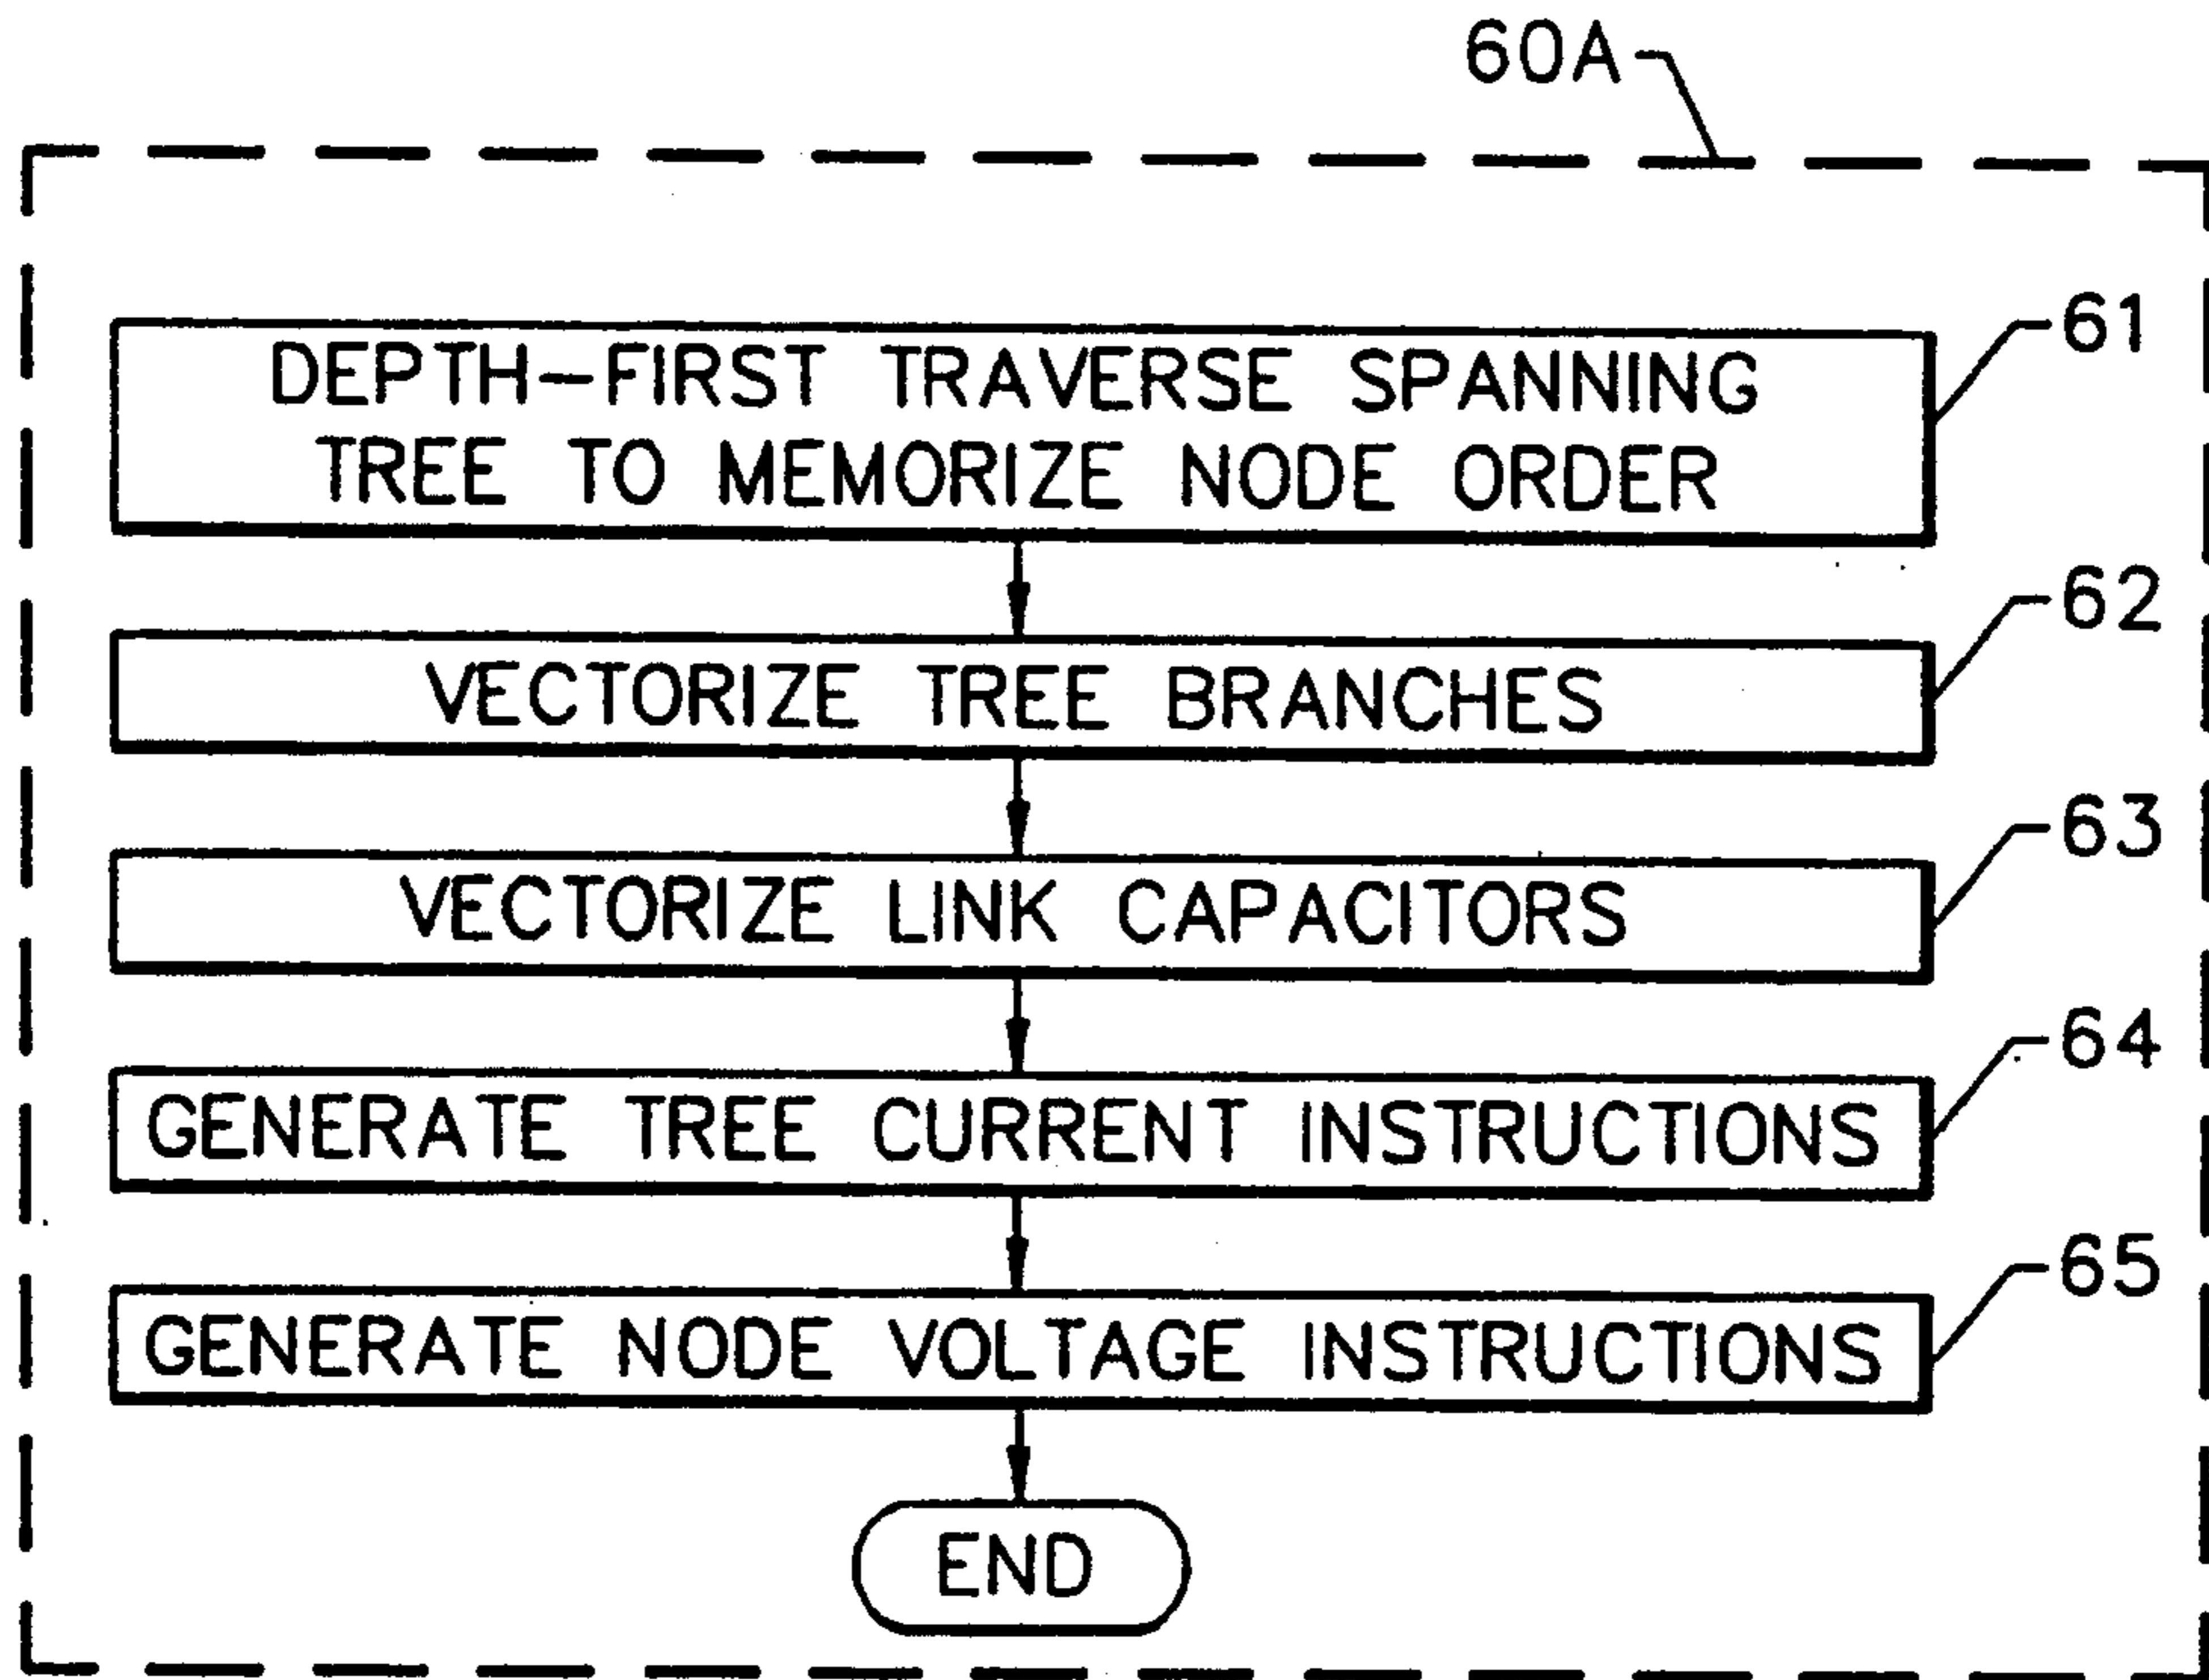 60A
DEPTH-FIRST TRAVERSE SPANNING
TREE TO MEMORIZE NODE ORDER
61
VECTORIZE TREE BRANCHES
62
VECTORIZE LINK CAPACITORS
63
GENERATE TREE CURRENT INSTRUCTIONS
64
GENERATE NODE VOLTAGE INSTRUCTIONS
65
END